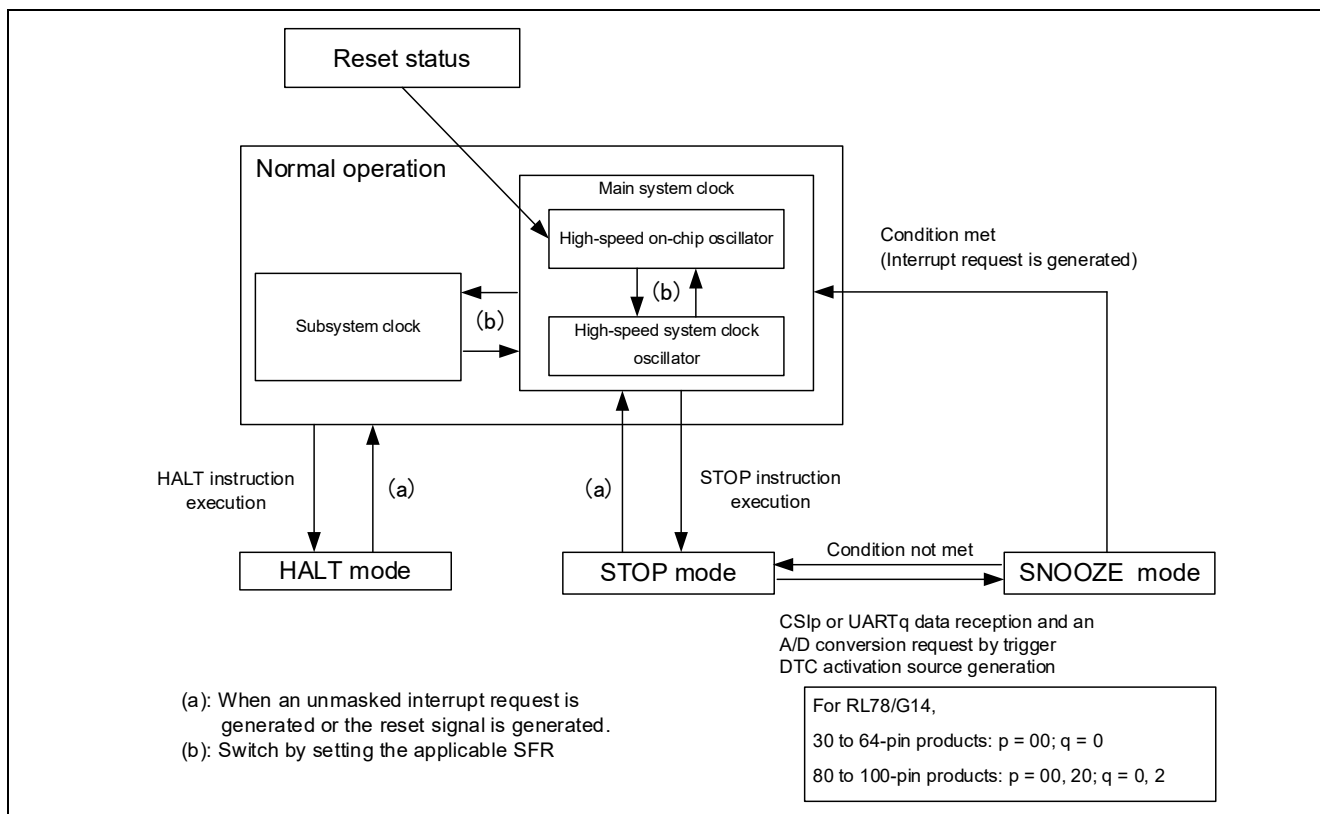 Reset status
Normal operation
Main system clock
High-speed on-chip oscillator
(b)
High-speed system clock
oscillator
Subsystem clock
(b)
Condition met
(Interrupt request is generated)
HALT instruction
execution
(a)
(a)
STOP instruction
execution
HALT mode
STOP mode
Condition not met
SNOOZE mode
CSIp or UARTq data reception and an
A/D conversion request by trigger
DTC activation source generation
(a): When an unmasked interrupt request is
generated or the reset signal is generated.
(b): Switch by setting the applicable SFR
For RL78/G14,
30 to 64-pin products: p = 00; q = 0
80 to 100-pin products: p = 00, 20; q = 0, 2